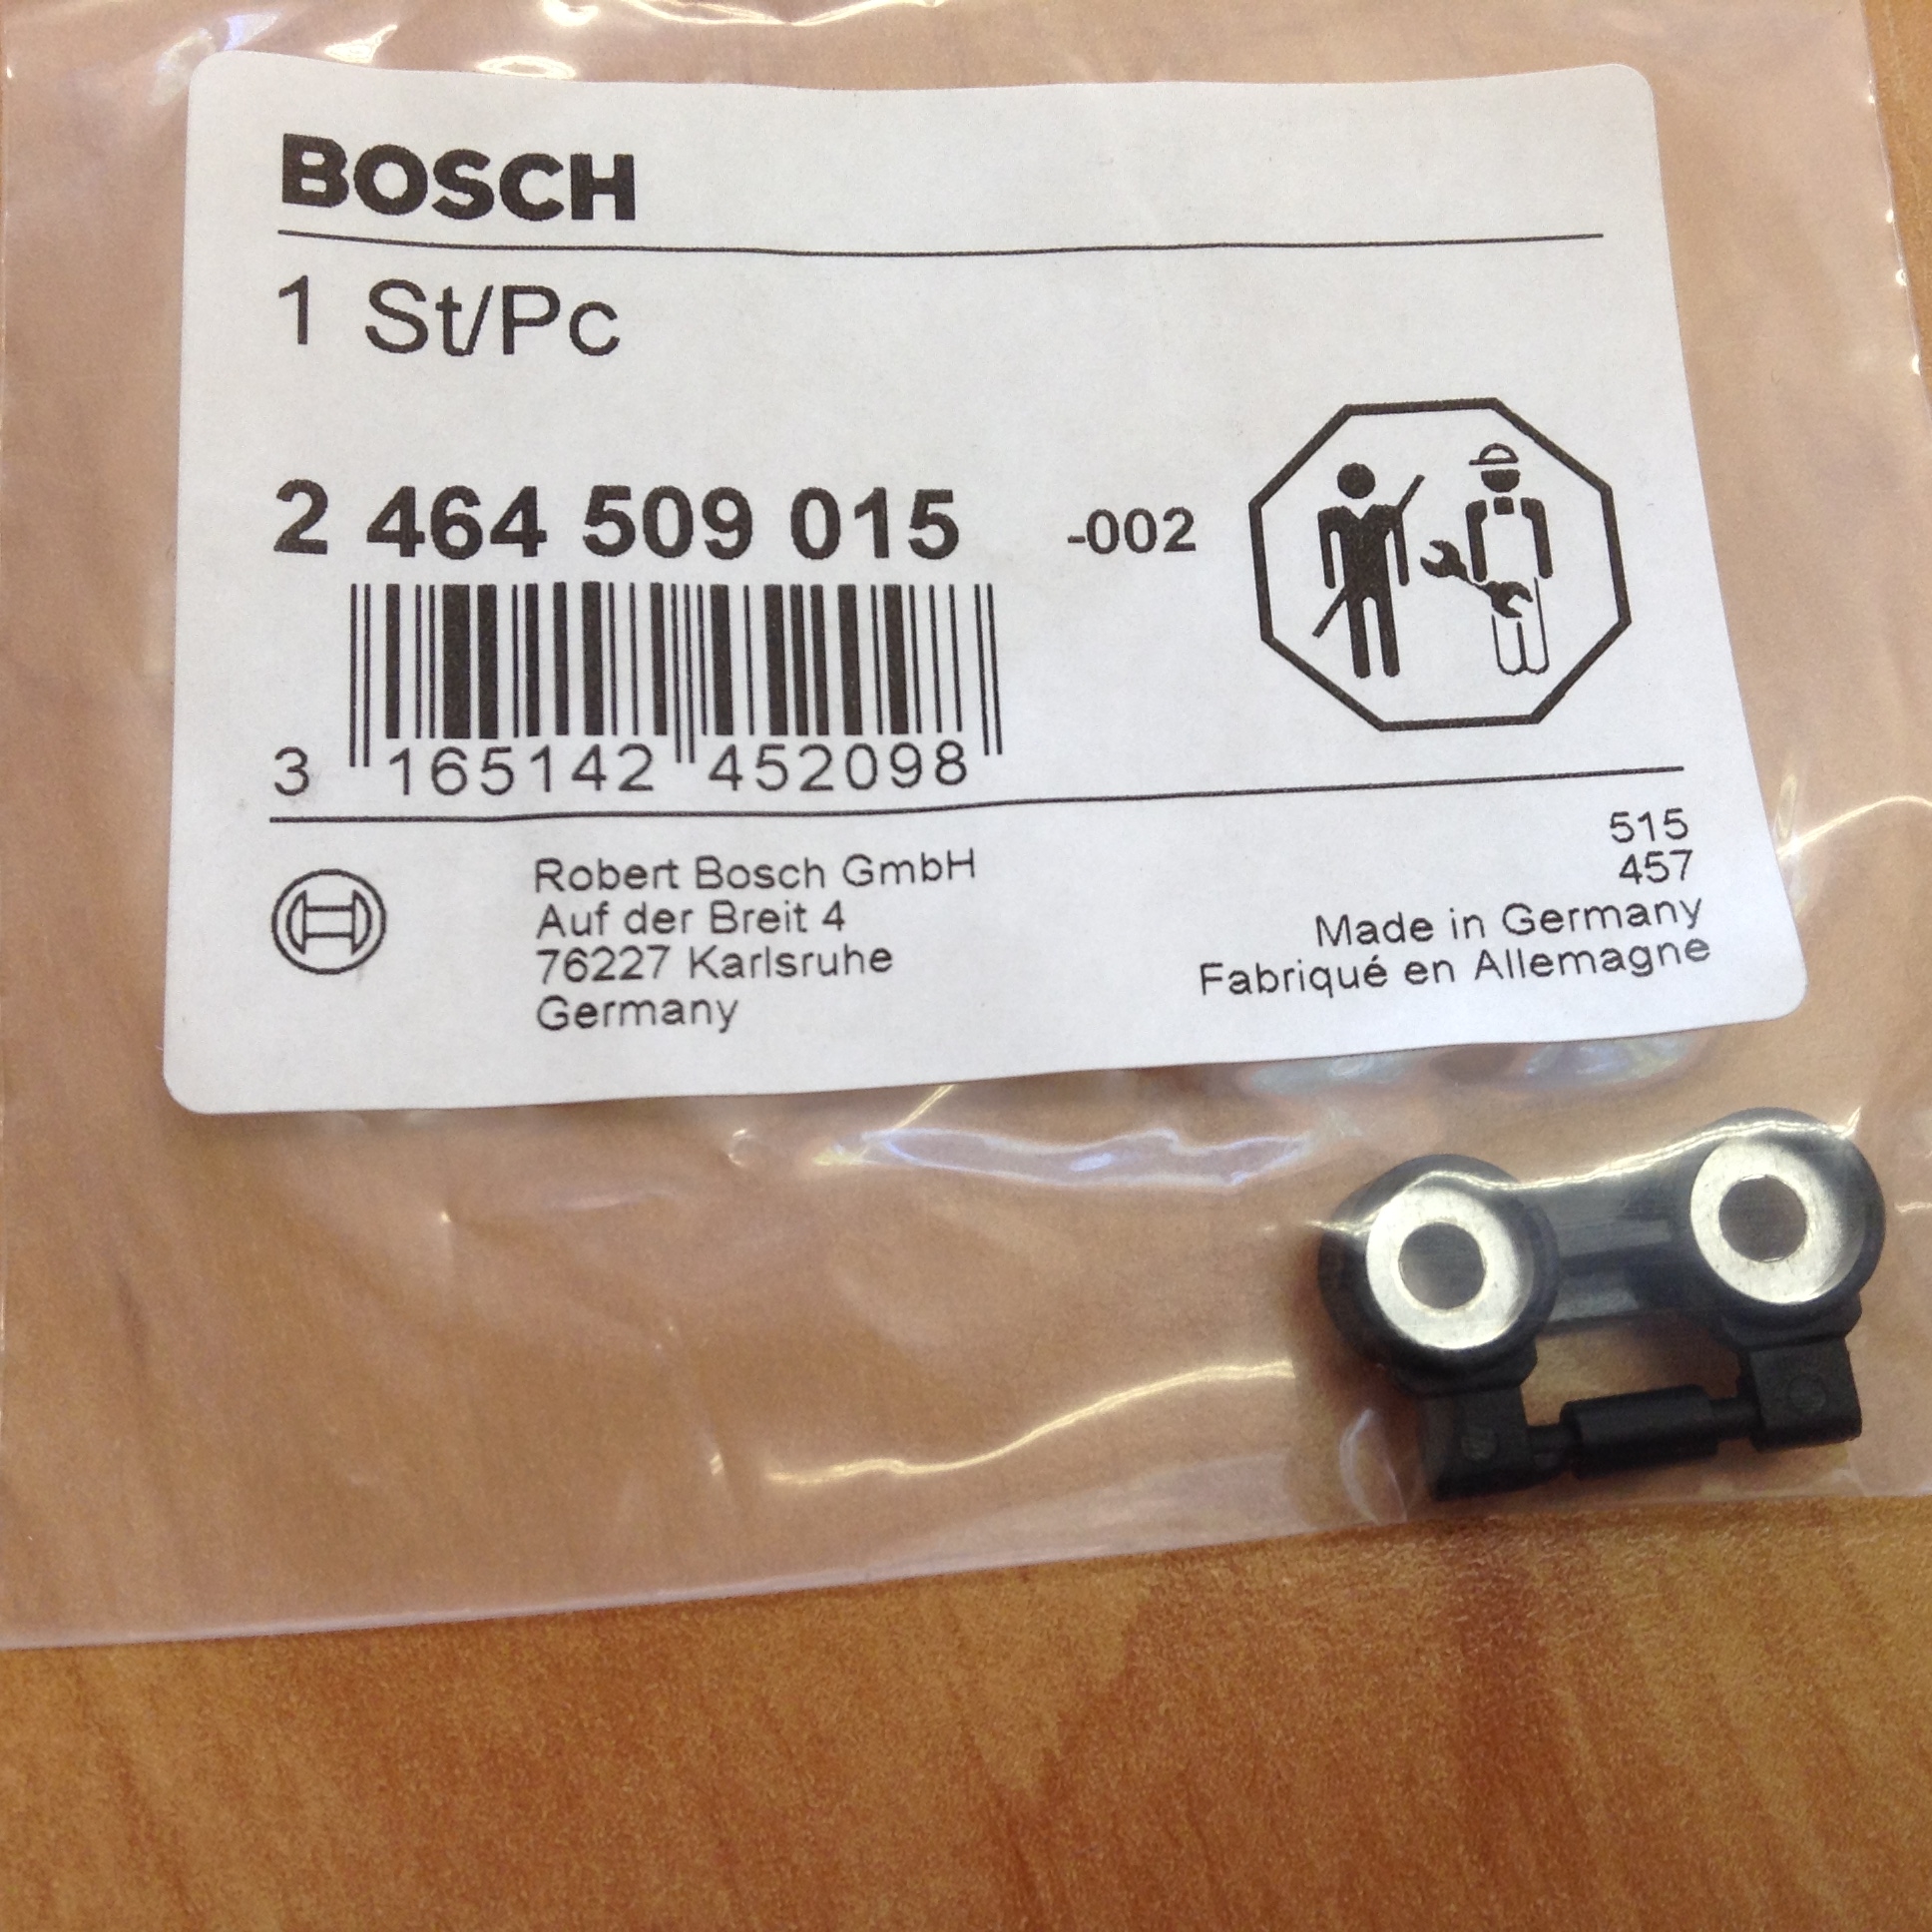 BOSCH
1 St/Pc
2 464 509 015 -002
3 165142 452098
515
457
Robert Bosch GmbH
Auf der Breit 4
76227 Karlsruhe
Germany
Made in Germany
Fabriqué en Allemagne